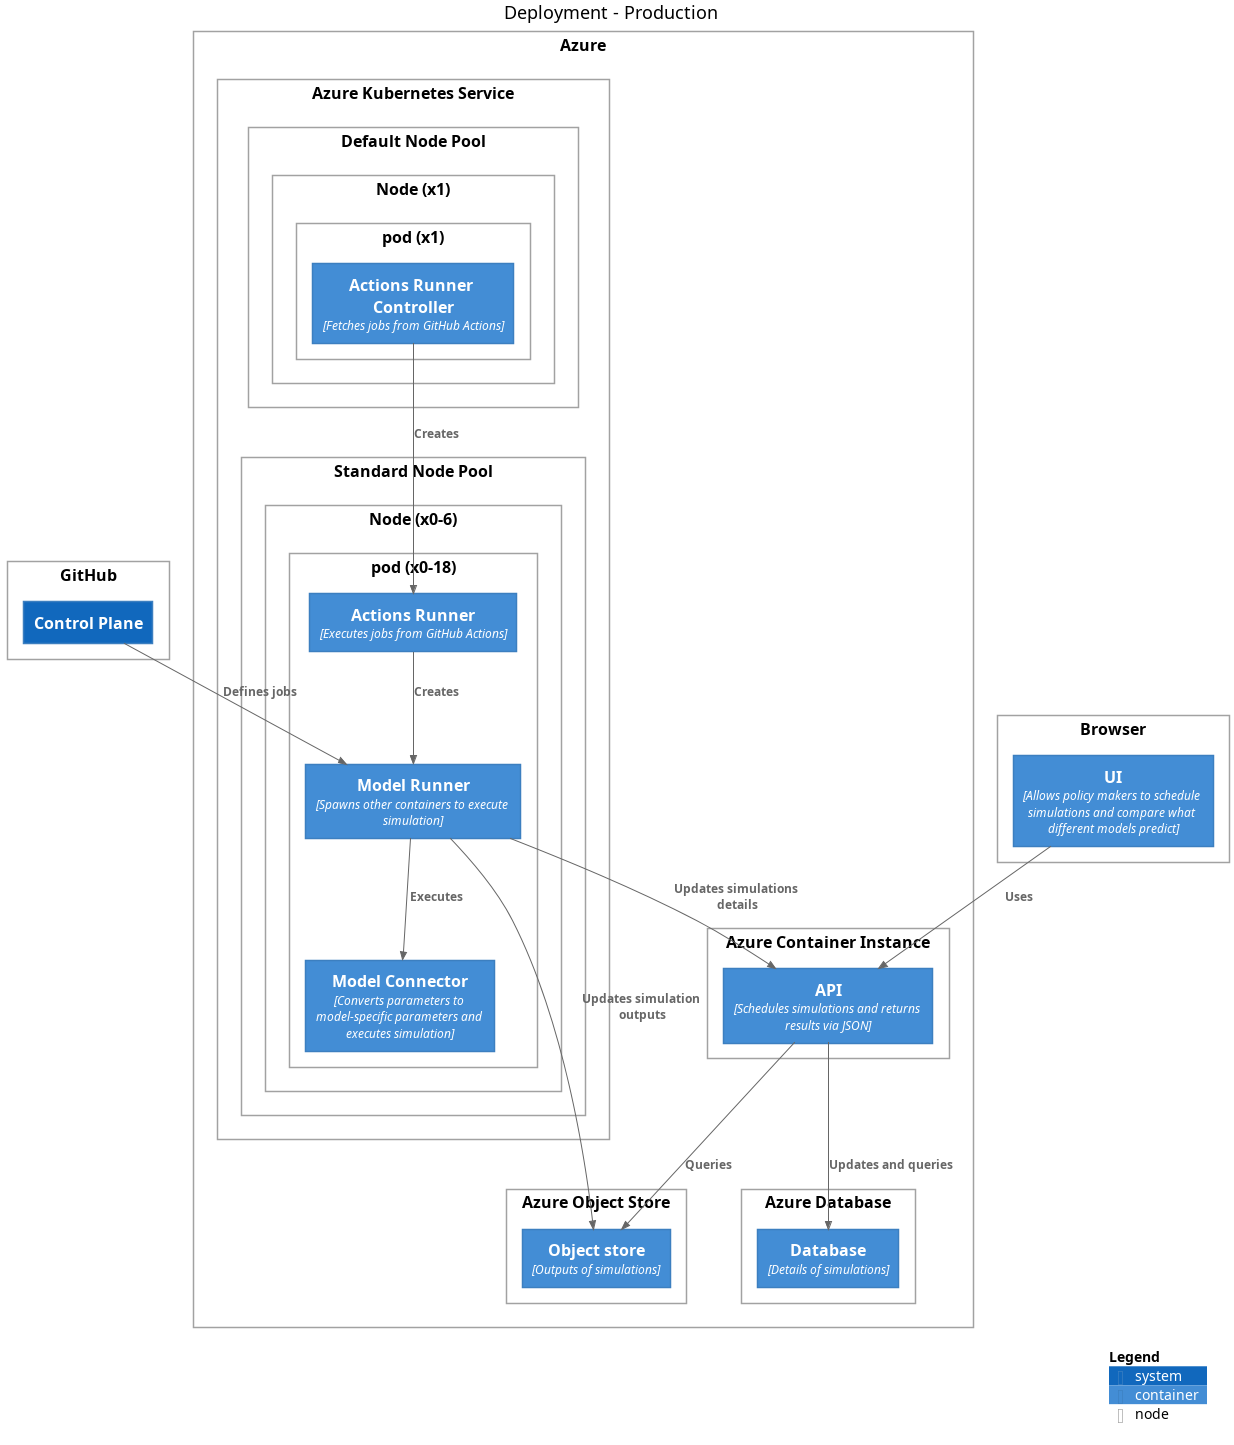 Deployment - Production
Azure
Azure Kubernetes Service
Default Node Pool
Node (x1)
pod (x1)
Actions Runner
Controller
[Fetches jobs from GitHub Actions]
Creates
Standard Node Pool
Node (x0-6)
pod (x0-18)
GitHub
Control Plane
Actions Runner
[Executes jobs from GitHub Actions]
Defines jobs
Creates
Browser
UI
[Allows policy makers to schedule
simulations and compare what
different models predict]
Model Runner
[Spawns other containers to execute
simulation]
Executes
Updates simulations
details
Uses
Azure Container Instance
API
[Schedules simulations and returns
results via JSON]
Model Connector
[Converts parameters to
model-specific parameters and
executes simulation]
Updates simulation
outputs
Queries
Updates and queries
Azure Object Store
Object store
[Outputs of simulations]
Azure Database
Database
[Details of simulations]
Legend
system
container
node